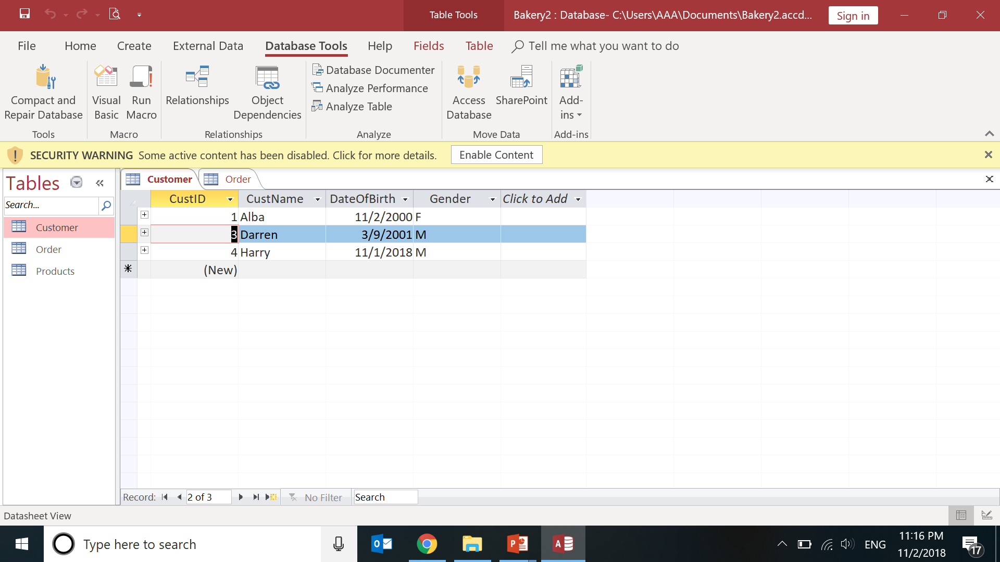 Table Tools
Bakery2 : Database- C:\Users\AAA\Documents\Bakery2.accd...
Sign in
File Home Create External Data Database Tools Help Fields Table Tell me what you want to do
Compact and
Repair Database
Visual
Basic
Run
Macro
Relationships
Object
Dependencies
Database Documenter
Analyze Performance
Analyze Table
Access
Database
SharePoint
Add-
ins
Tools Macro Relationships Analyze Move Data Add-ins
SECURITY WARNING Some active content has been disabled. Click for more details. Enable Content
Tables
Search...
Customer
Order
Products
Customer Order
CustID CustName DateOfBirth Gender Click to Add
1 Alba 11/2/2000 F
3 Darren 3/9/2001 M
4 Harry 11/1/2018 M
(New)
Record: 2 of 3 No Filter Search
Datasheet View
Type here to search
ENG
11:16 PM
11/2/2018
17